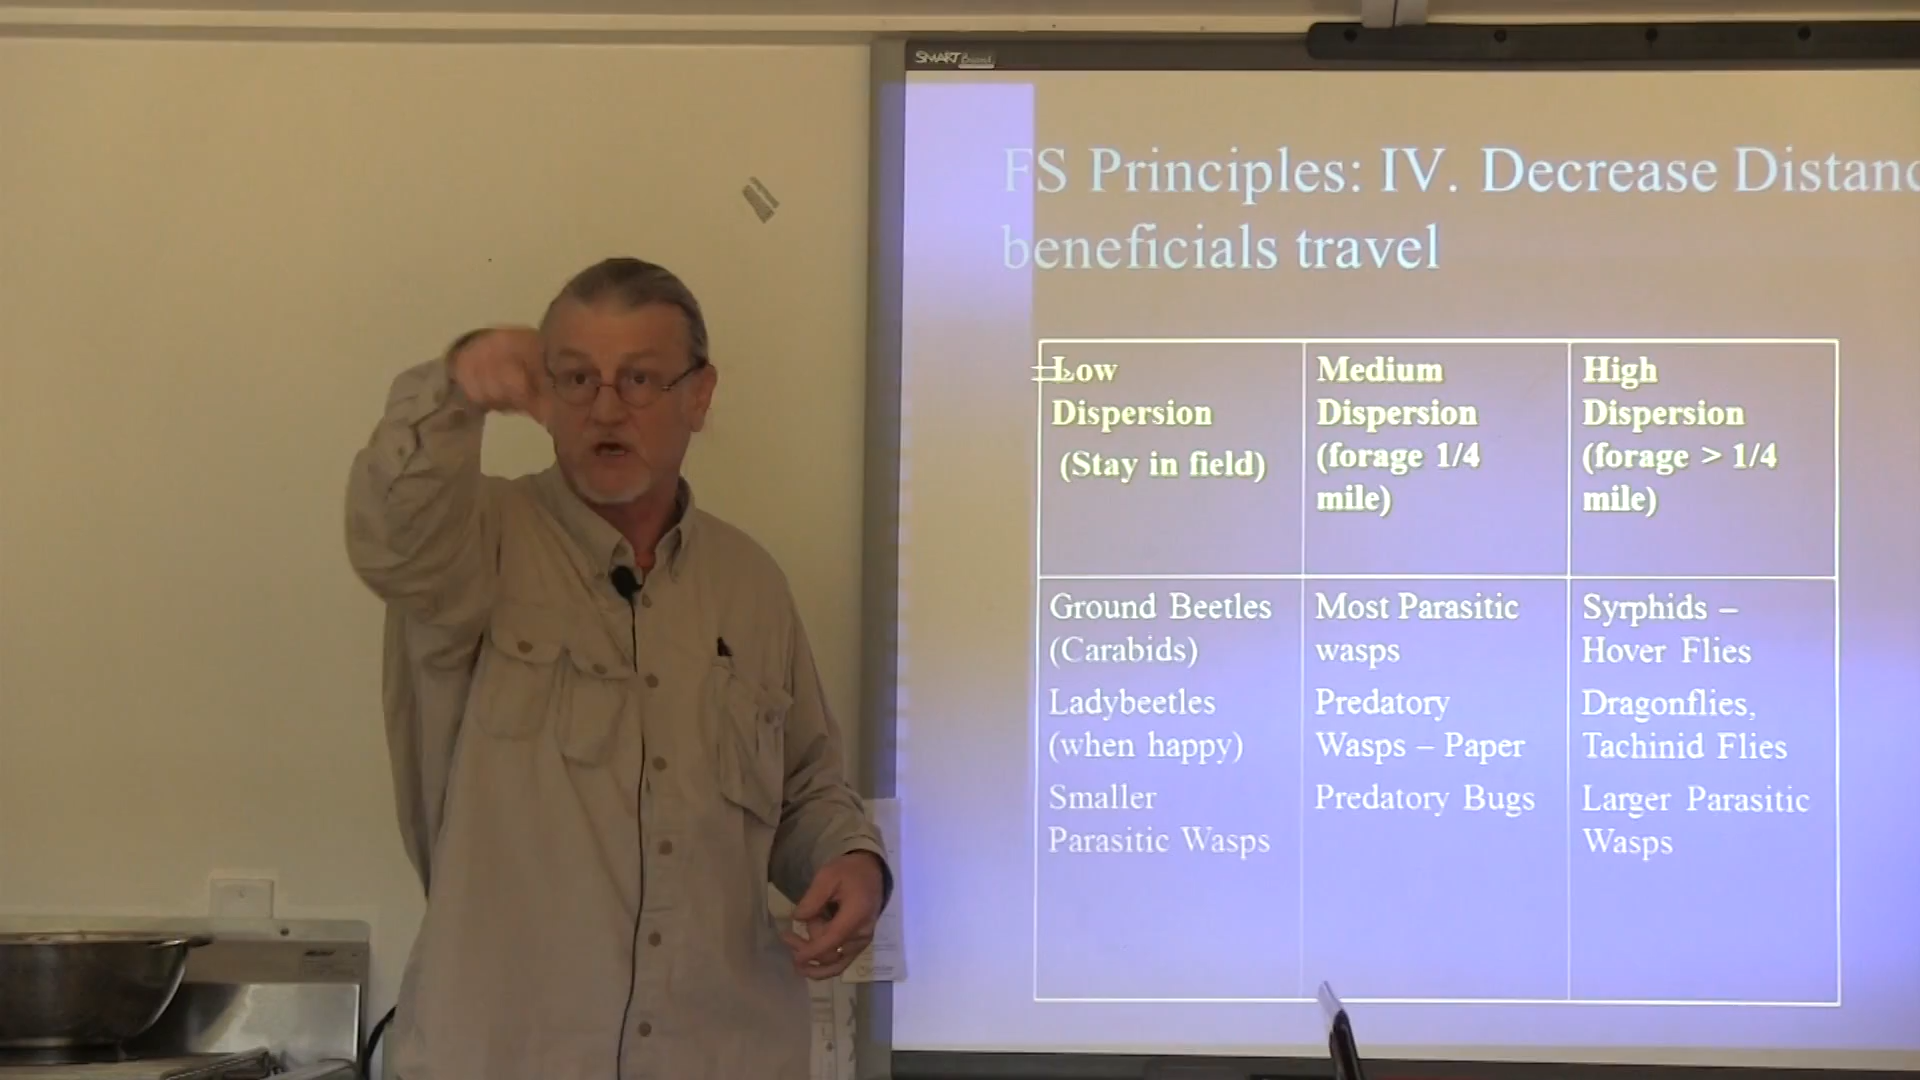 SMART Board
FS Principles: IV. Decrease Distanc
beneficials travel
Low
Dispersion
(Stay in field)
Medium
Dispersion
(forage 1/4
mile)
High
Dispersion
(forage > 1/4
mile)
Ground Beetles
(Carabids)
Ladybeetles
(when happy)
Smaller
Parasitic Wasps
Most Parasitic
wasps
Predatory
Wasps – Paper
Predatory Bugs
Syrphids –
Hover Flies
Dragonflies,
Tachinid Flies
Larger Parasitic
Wasps